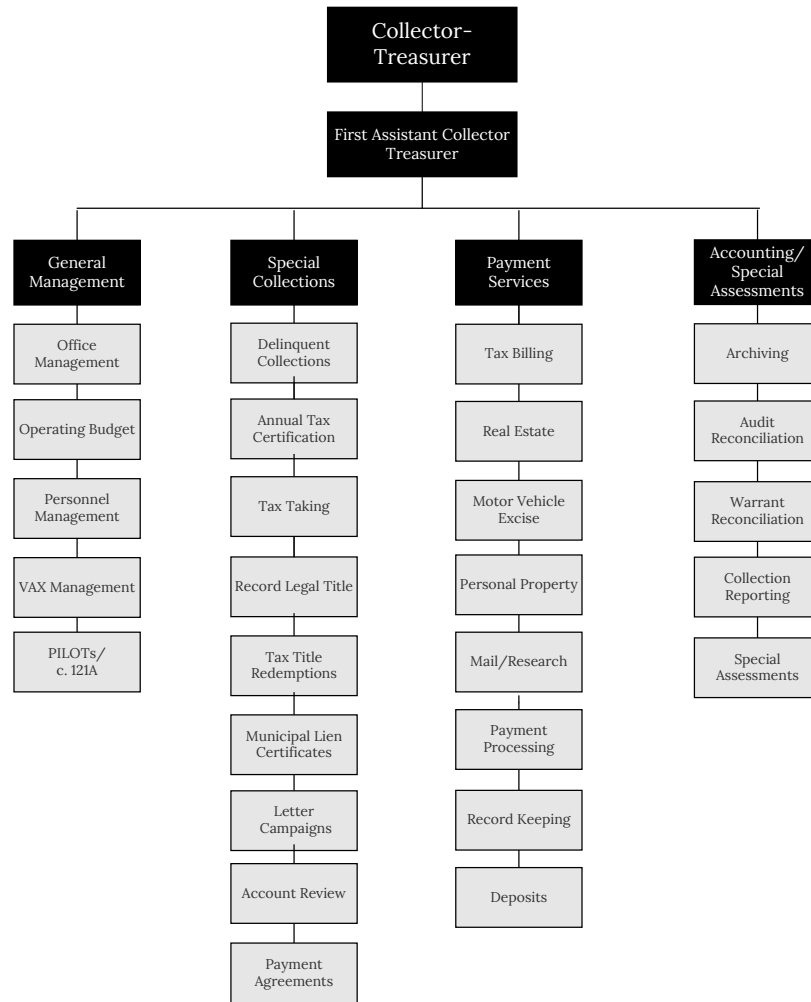 Collector-
Treasurer
First Assistant Collector
Treasurer
General
Management
Office
Management
Operating Budget
Personnel
Management
VAX Management
PILOTs/
c. 121A
Special
Collections
Delinquent
Collections
Annual Tax
Certification
Tax Taking
Record Legal Title
Tax Title
Redemptions
Municipal Lien
Certificates
Letter
Campaigns
Account Review
Payment
Agreements
Payment
Services
Tax Billing
Real Estate
Motor Vehicle
Excise
Personal Property
Mail/Research
Payment
Processing
Record Keeping
Deposits
Accounting/
Special
Assessments
Archiving
Audit
Reconciliation
Warrant
Reconciliation
Collection
Reporting
Special
Assessments